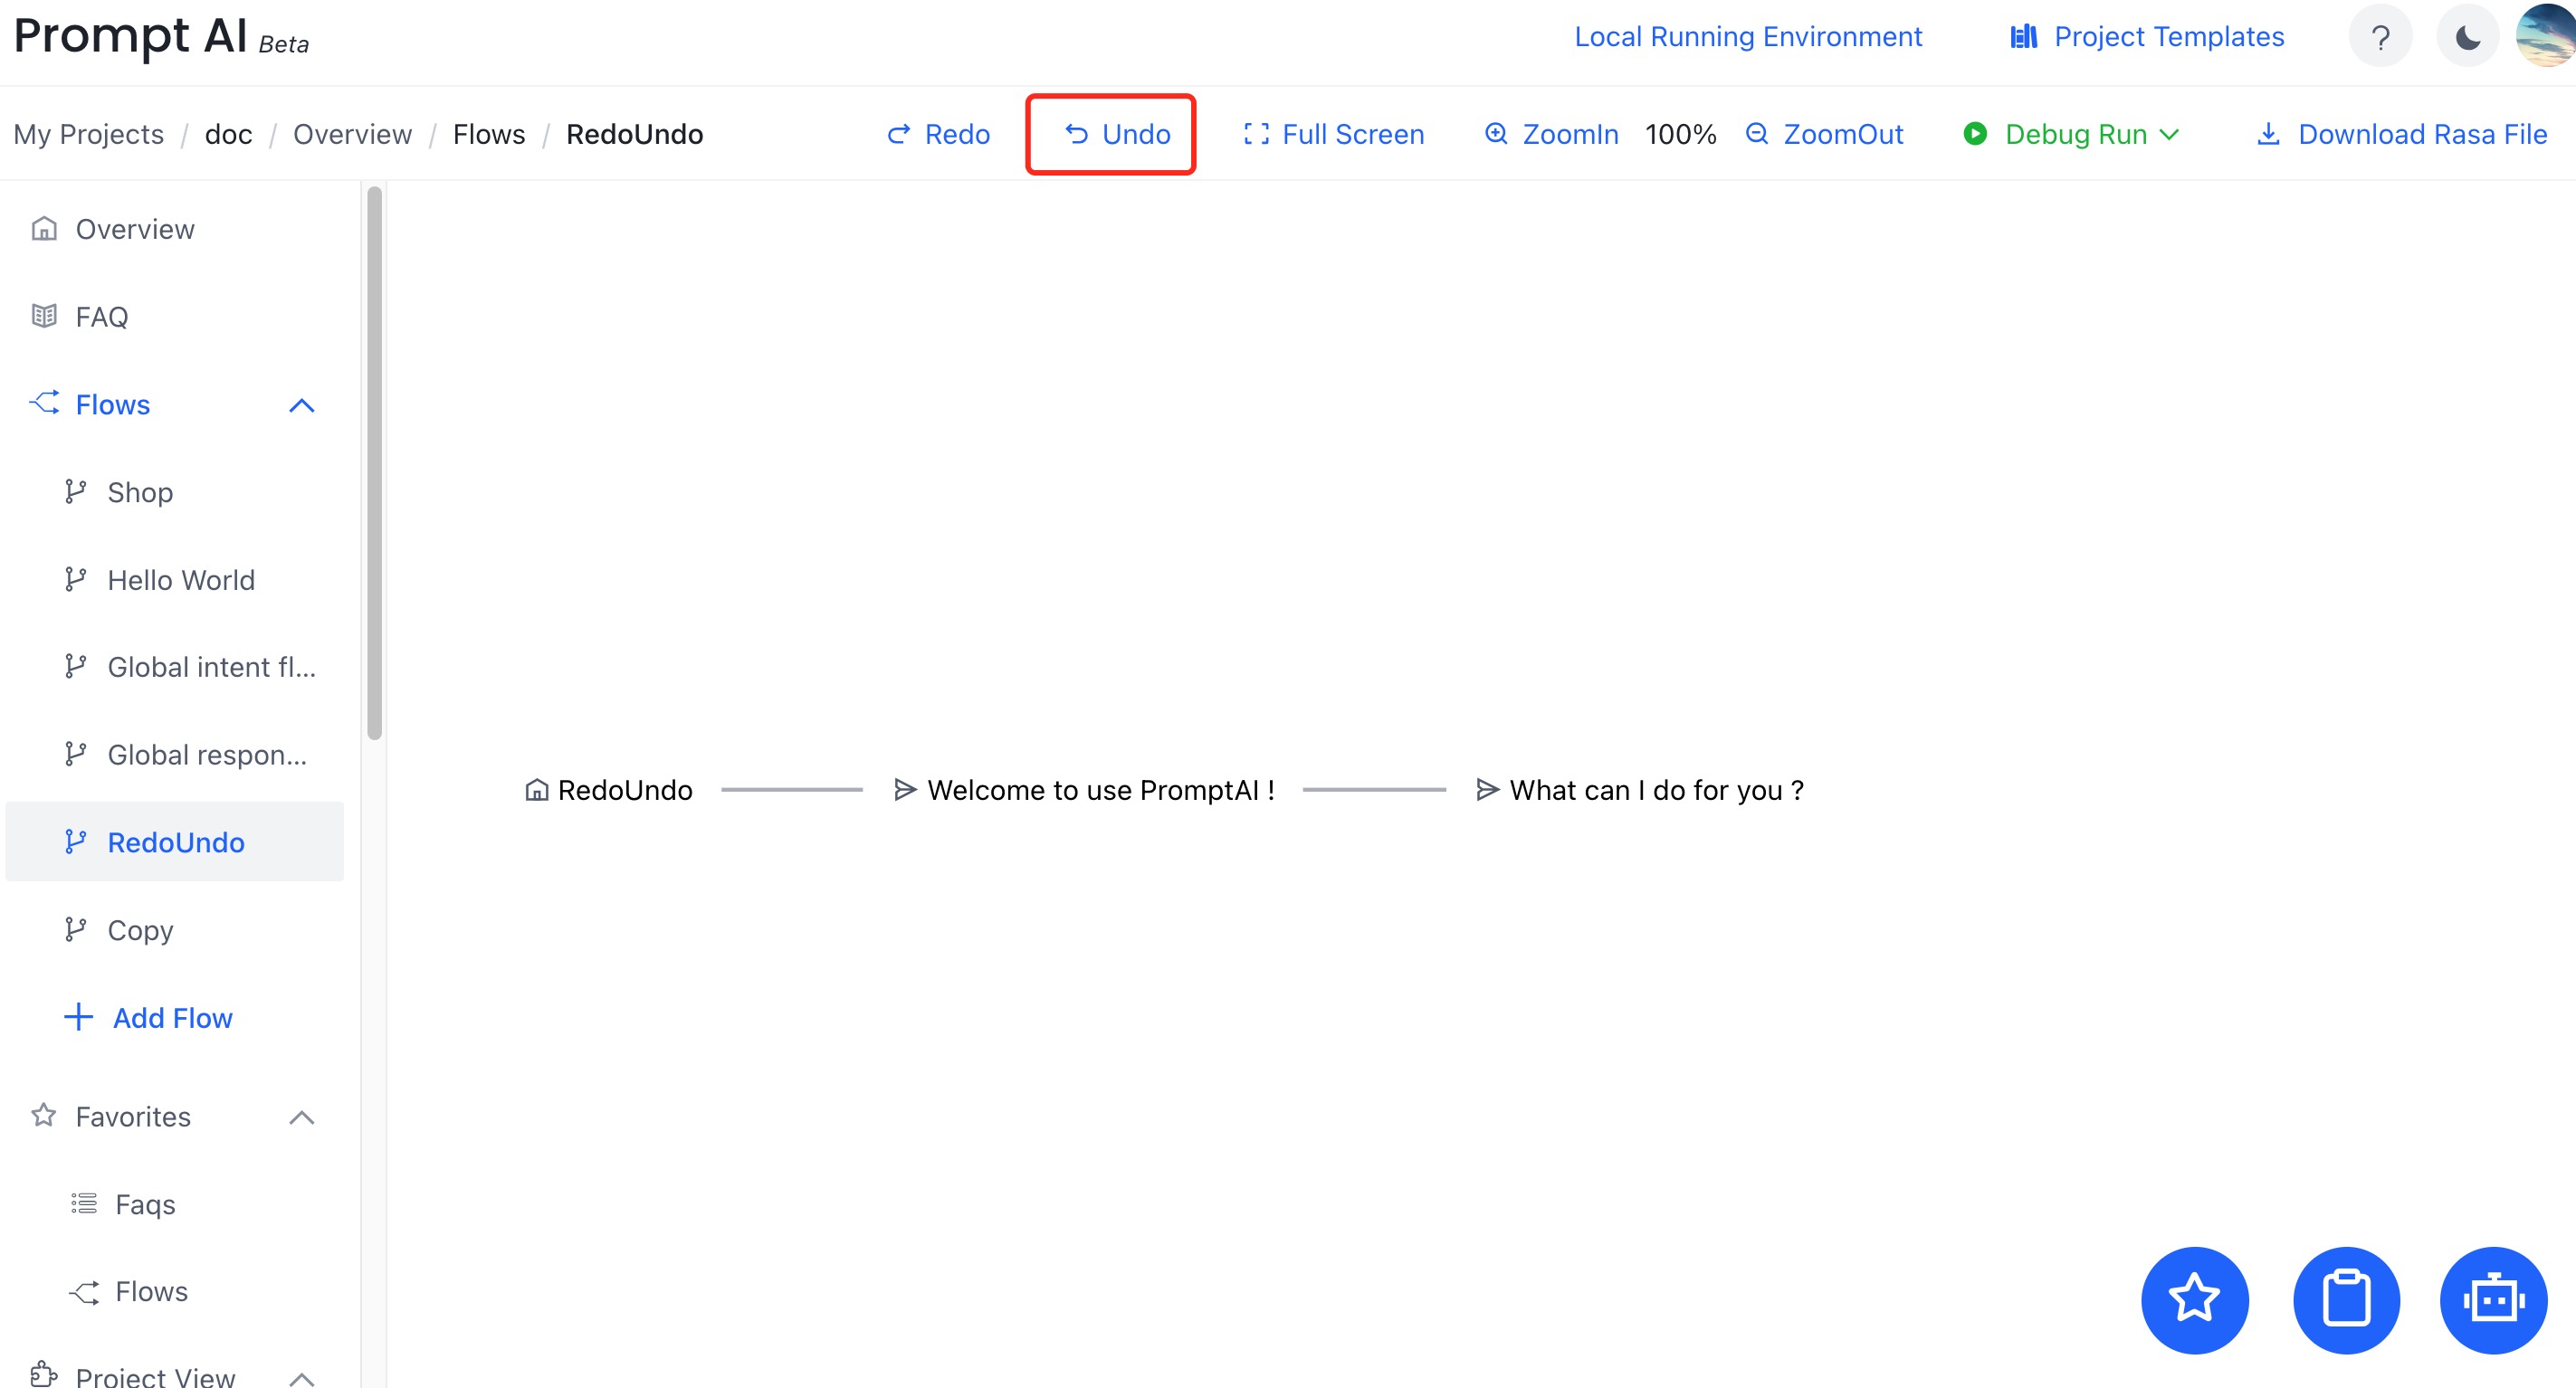 Prompt AI Beta
Local Running Environment
Project Templates
?
My Projects / doc / Overview / Flows / RedoUndo
Redo
Undo
Full Screen
ZoomIn
100%
ZoomOut
Debug Run
Download Rasa File
Overview
FAQ
Flows
Shop
Hello World
Global intent fl...
Global respon...
RedoUndo
Copy
Add Flow
Favorites
Faqs
Flows
Project View
RedoUndo
Welcome to use PromptAI !
What can I do for you ?